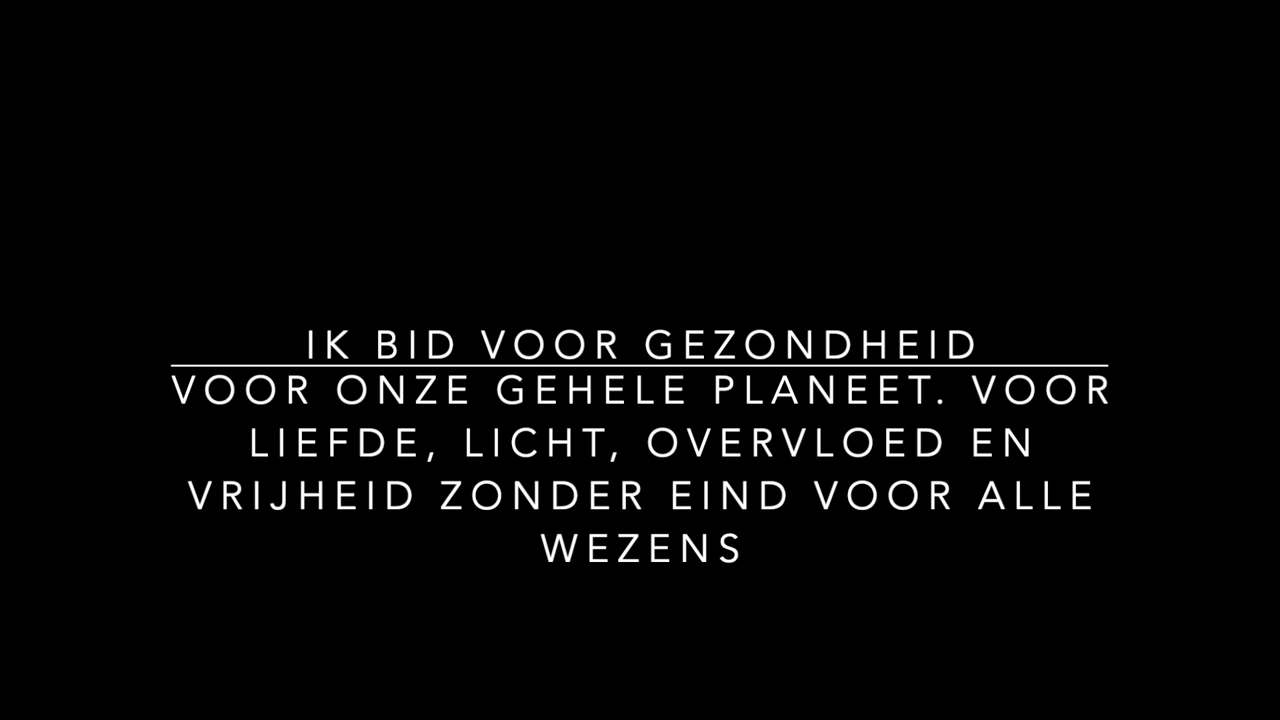 IK BID VOOR GEZONDHEID
VOOR ONZE GEHELE PLANEET. VOOR
LIEFDE, LICHT, OVERVLOED EN
VRIJHEID ZONDER EIND VOOR ALLE
WEZENS